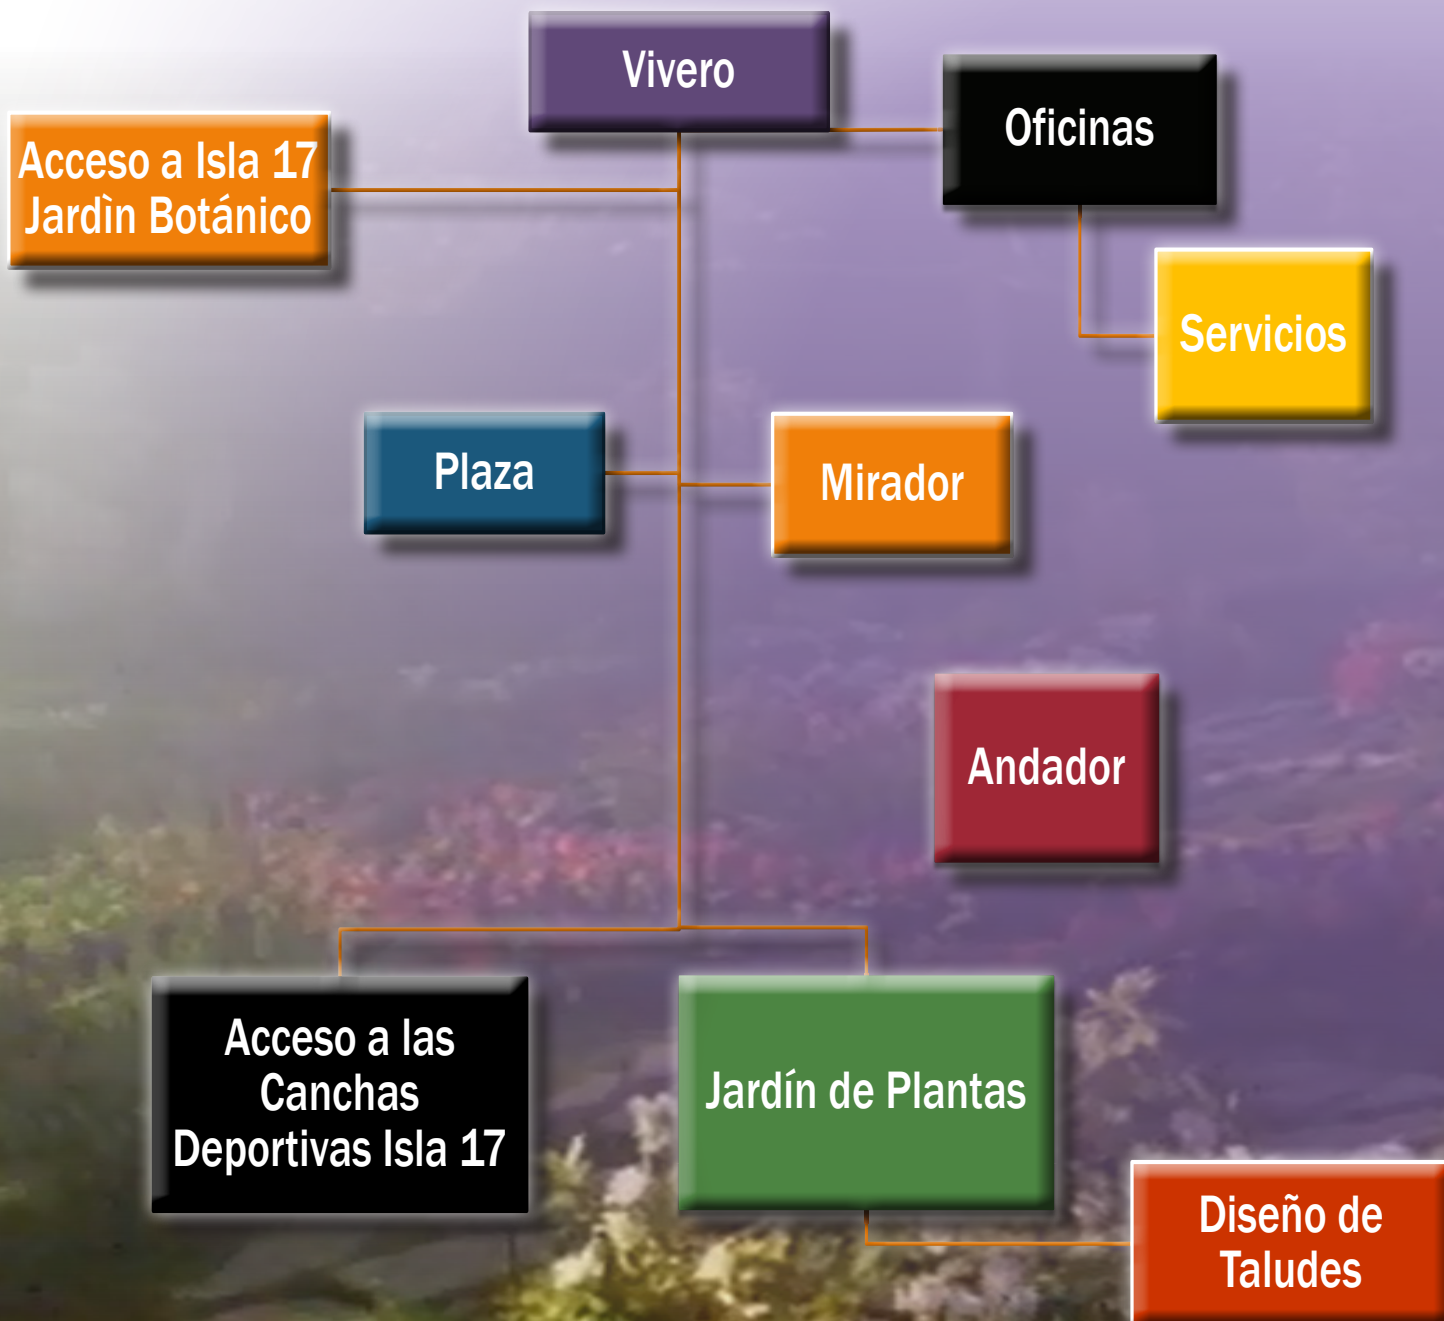 Vivero
Oficinas
Acceso a Isla 17
Jardìn Botánico
Servicios
Plaza
Mirador
Andador
Acceso a las
Canchas
Deportivas Isla 17
Jardín de Plantas
Diseño de
Taludes